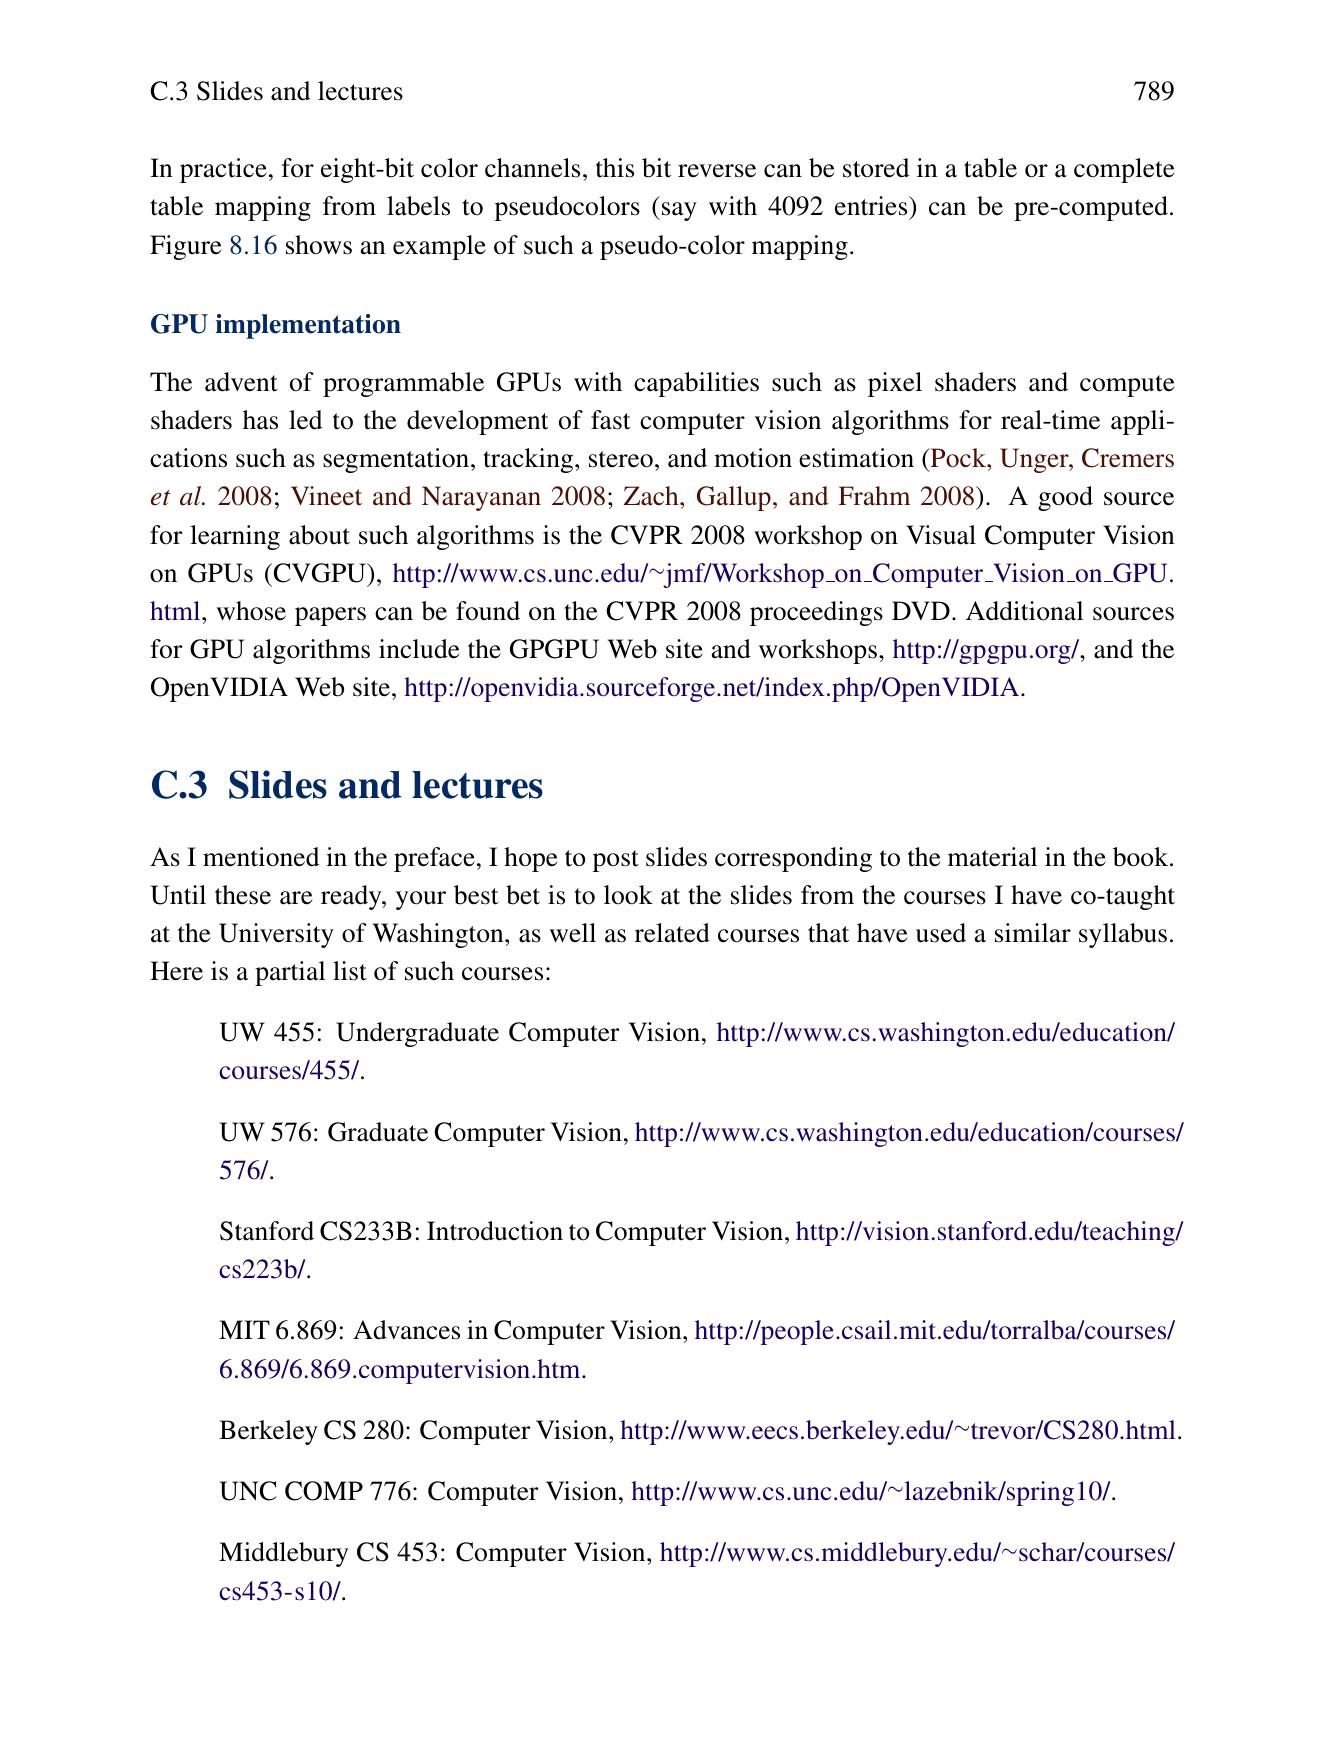 C.3 Slides and lectures 789
In practice, for eight-bit color channels, this bit reverse can be stored in a table or a complete
table mapping from labels to pseudocolors (say with 4092 entries) can be pre-computed.
Figure 8.16 shows an example of such a pseudo-color mapping.
GPU implementation
The advent of programmable GPUs with capabilities such as pixel shaders and compute
shaders has led to the development of fast computer vision algorithms for real-time appli-
cations such as segmentation, tracking, stereo, and motion estimation (Pock, Unger, Cremers
et al. 2008; Vineet and Narayanan 2008; Zach, Gallup, and Frahm 2008). A good source
for learning about such algorithms is the CVPR 2008 workshop on Visual Computer Vision
on GPUs (CVGPU), http://www.cs.unc.edu/~jmf/Workshop_on_Computer_Vision_on_GPU.
html, whose papers can be found on the CVPR 2008 proceedings DVD. Additional sources
for GPU algorithms include the GPGPU Web site and workshops, http://gpgpu.org/, and the
OpenVIDIA Web site, http://openvidia.sourceforge.net/index.php/OpenVIDIA.
C.3 Slides and lectures
As I mentioned in the preface, I hope to post slides corresponding to the material in the book.
Until these are ready, your best bet is to look at the slides from the courses I have co-taught
at the University of Washington, as well as related courses that have used a similar syllabus.
Here is a partial list of such courses:
UW 455: Undergraduate Computer Vision, http://www.cs.washington.edu/education/
courses/455/.
UW 576: Graduate Computer Vision, http://www.cs.washington.edu/education/courses/
576/.
Stanford CS233B: Introduction to Computer Vision, http://vision.stanford.edu/teaching/
cs223b/.
MIT 6.869: Advances in Computer Vision, http://people.csail.mit.edu/torralba/courses/
6.869/6.869.computervision.htm.
Berkeley CS 280: Computer Vision, http://www.eecs.berkeley.edu/~trevor/CS280.html.
UNC COMP 776: Computer Vision, http://www.cs.unc.edu/~lazebnik/spring10/.
Middlebury CS 453: Computer Vision, http://www.cs.middlebury.edu/~schar/courses/
cs453-s10/.